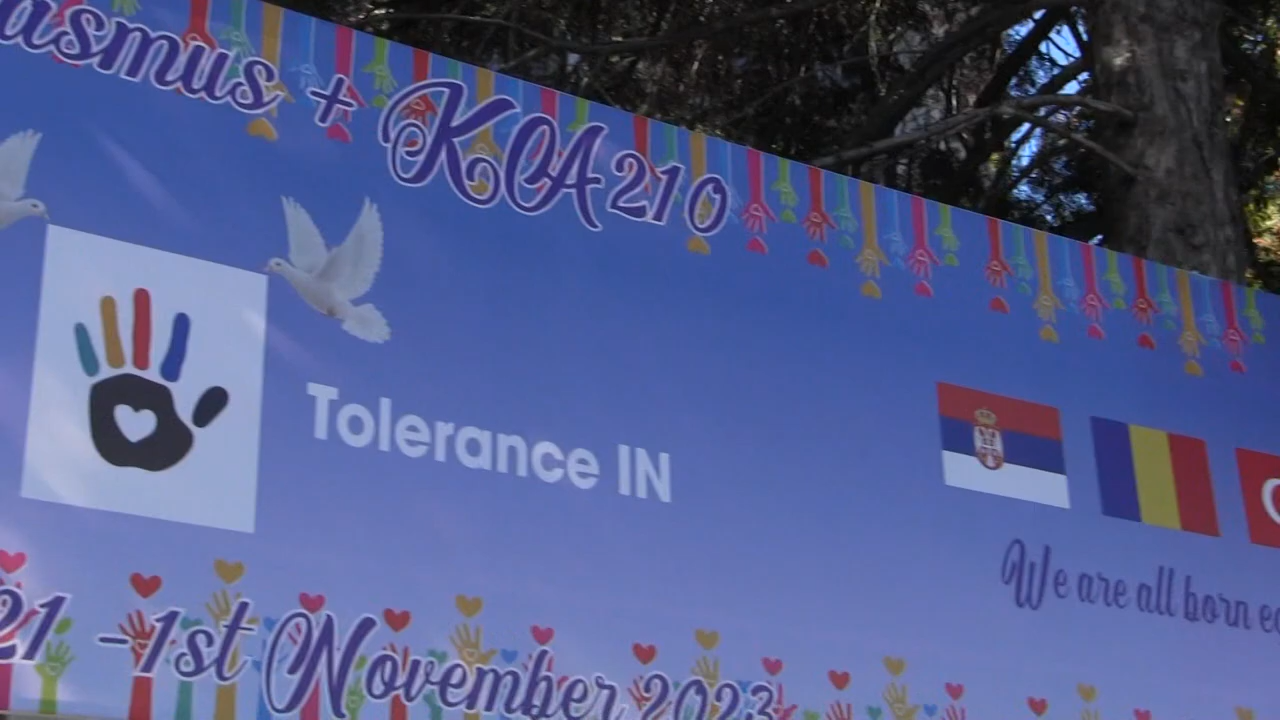 asmus + KA210
Tolerance IN
We are all born
21 -1st November 2023